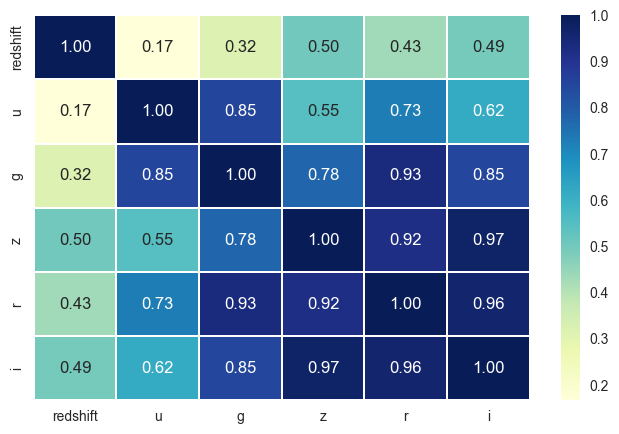 redshift 1.00 0.17 0.32 0.50 0.43 0.49
u 0.17 1.00 0.85 0.55 0.73 0.62
g 0.32 0.85 1.00 0.78 0.93 0.85
z 0.50 0.55 0.78 1.00 0.92 0.97
r 0.43 0.73 0.93 0.92 1.00 0.96
i 0.49 0.62 0.85 0.97 0.96 1.00
redshift u g z r i
1.0
0.9
0.8
0.7
0.6
0.5
0.4
0.3
0.2